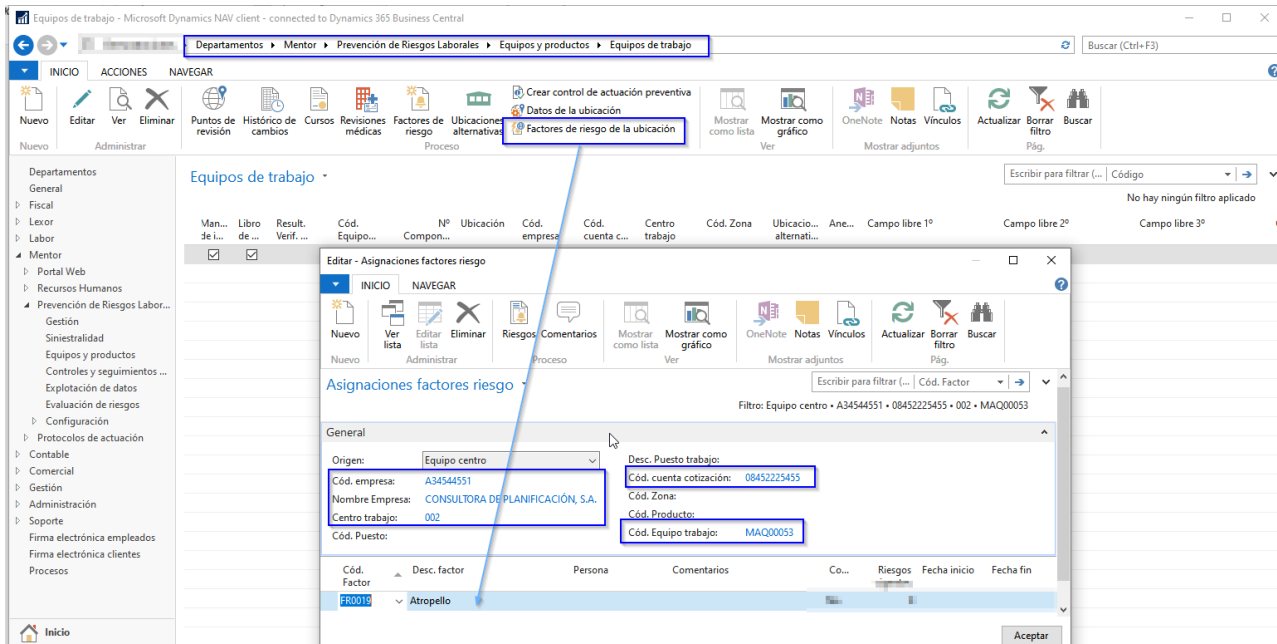 Equipos de trabajo - Microsoft Dynamics NAV client - connected to Dynamics 365 Business Central
Departamentos Mentor Prevención de Riesgos Laborales Equipos y productos Equipos de trabajo
Buscar (Ctrl+F3)
INICIO ACCIONES NAVEGAR
Nuevo
Editar Ver Eliminar
Puntos de revisión
Histórico de cambios
Cursos
Revisiones médicas
Factores de riesgo
Ubicaciones alternativas
Crear control de actuación preventiva
Datos de la ubicación
Factores de riesgo de la ubicación
Mostrar como lista
Mostrar como gráfico
OneNote Notas Vínculos
Actualizar
Borrar filtro
Buscar
Nuevo Administrar Proceso Ver Mostrar adjuntos Pág.
Departamentos
General
Fiscal
Lexor
Labor
Mentor
Portal Web
Recursos Humanos
Prevención de Riesgos Labor...
Gestión
Siniestralidad
Equipos y productos
Controles y seguimientos ...
Explotación de datos
Evaluación de riesgos
Configuración
Protocolos de actuación
Contable
Comercial
Gestión
Administración
Soporte
Firma electrónica empleados
Firma electrónica clientes
Procesos
Inicio
Equipos de trabajo
Escribir para filtrar (... Código
No hay ningún filtro aplicado
Man... Libro Result. Cód. Nº Ubicación Cód. Cód. Centro Cód. Zona Ubicacio... Ane... Campo libre 1º Campo libre 2º Campo libre 3º
de i... de ... Verif. ... Equipo... Compon... empresa cuenta c... trabajo alternati...
Editar - Asignaciones factores riesgo
INICIO NAVEGAR
Nuevo
Ver lista
Editar lista
Eliminar
Riesgos Comentarios
Mostrar como lista
Mostrar como gráfico
OneNote Notas Vínculos
Actualizar
Borrar filtro
Buscar
Nuevo Administrar Proceso Ver Mostrar adjuntos Pág.
Asignaciones factores riesgo
Escribir para filtrar (... Cód. Factor
Filtro: Equipo centro • A34544551 • 08452225455 • 002 • MAQ00053
General
Origen: Equipo centro
Cód. empresa: A34544551
Nombre Empresa: CONSULTORA DE PLANIFICACIÓN, S.A.
Centro trabajo: 002
Cód. Puesto:
Desc. Puesto trabajo:
Cód. cuenta cotización: 08452225455
Cód. Zona:
Cód. Producto:
Cód. Equipo trabajo: MAQ00053
Cód. Factor Desc. factor Persona Comentarios Co... Riesgos Fecha inicio Fecha fin
FR0019 Atropello
Aceptar